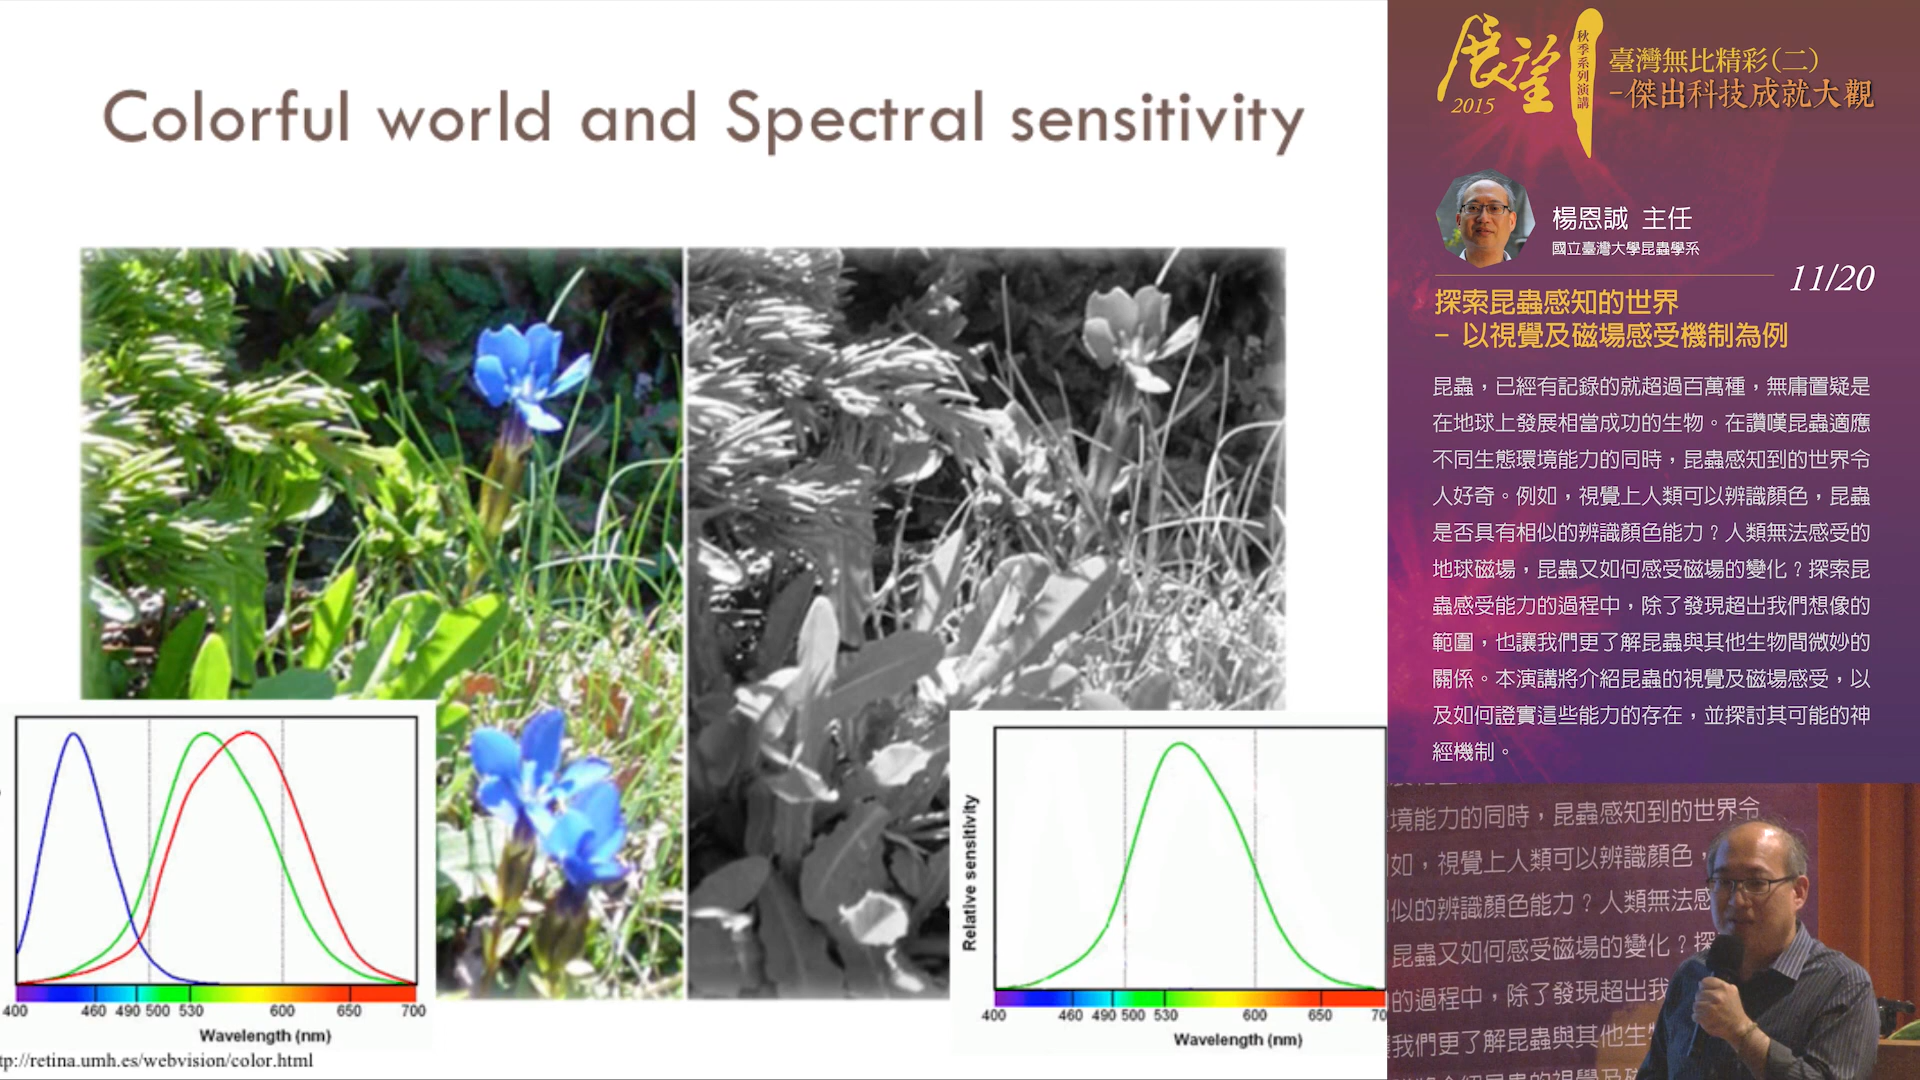 Colorful world and Spectral sensitivity
400 460 490 500 530 600 650 700
Wavelength (nm)
tp://retina.umh.es/webvision/color.html
Relative sensitivity
400 460 490 500 530 600 650 70
Wavelength (nm)
展望
2015
秋季系列演講
臺灣無比精彩(二)
-傑出科技成就大觀
楊恩誠 主任
國立臺灣大學昆蟲學系
11/20
探索昆蟲感知的世界
– 以視覺及磁場感受機制為例
昆蟲，已經有記錄的就超過百萬種，無庸置疑是
在地球上發展相當成功的生物。在讚嘆昆蟲適應
不同生態環境能力的同時，昆蟲感知到的世界令
人好奇。例如，視覺上人類可以辨識顏色，昆蟲
是否具有相似的辨識顏色能力？人類無法感受的
地球磁場，昆蟲又如何感受磁場的變化？探索昆
蟲感受能力的過程中，除了發現超出我們想像的
範圍，也讓我們更了解昆蟲與其他生物間微妙的
關係。本演講將介紹昆蟲的視覺及磁場感受，以
及如何證實這些能力的存在，並探討其可能的神
經機制。
境能力的同時，昆蟲感知到的世界令
如，視覺上人類可以辨識顏色，
似的辨識顏色能力？人類無法感
昆蟲又如何感受磁場的變化？探
的過程中，除了發現超出我
我們更了解昆蟲與其他生